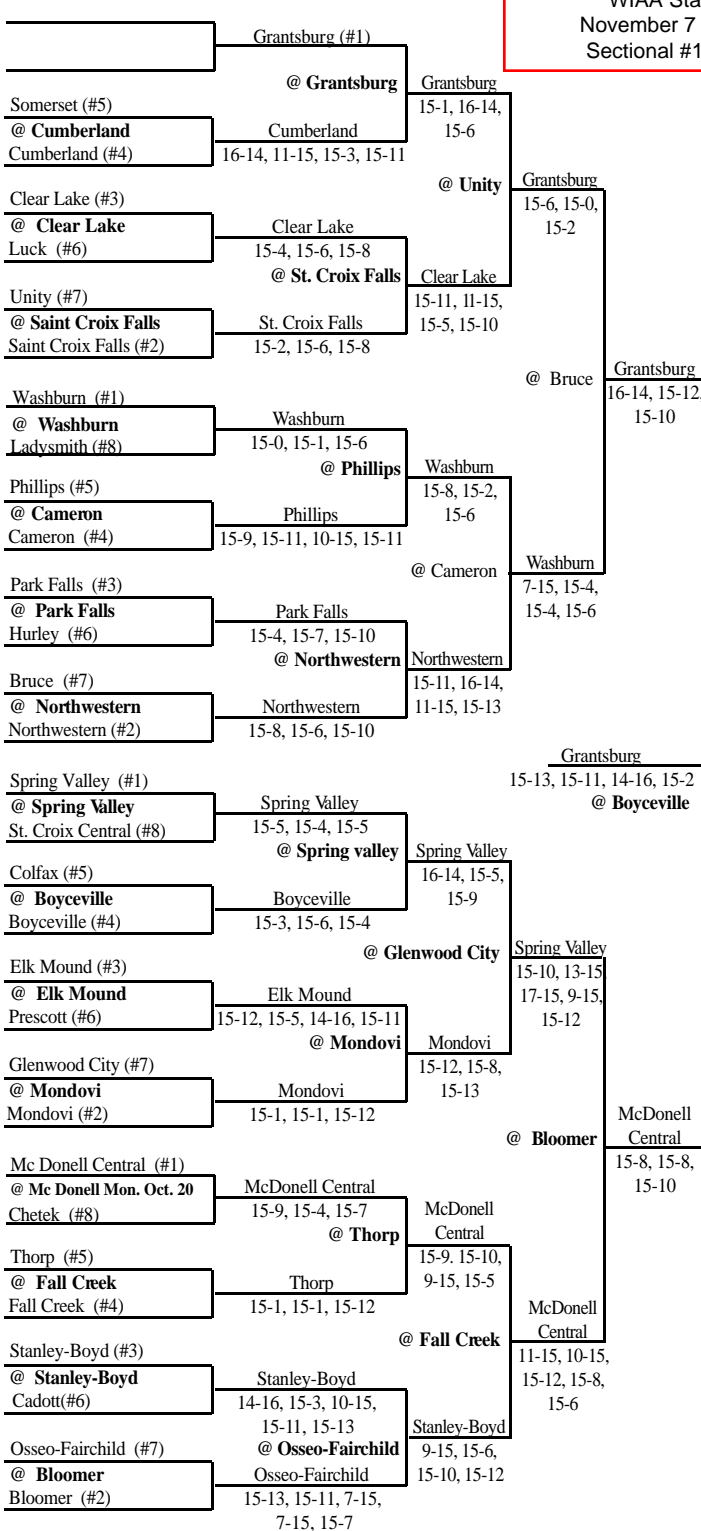 WIAA Sta
November 7
Sectional #1
Grantsburg (#1)
@ Grantsburg
Grantsburg
15-1, 16-14,
15-6
Somerset (#5)
@ Cumberland
Cumberland (#4)
Cumberland
16-14, 11-15, 15-3, 15-11
@ Unity
Grantsburg
15-6, 15-0,
15-2
Clear Lake (#3)
@ Clear Lake
Luck (#6)
Clear Lake
15-4, 15-6, 15-8
@ St. Croix Falls
Clear Lake
15-11, 11-15,
15-5, 15-10
Unity (#7)
@ Saint Croix Falls
Saint Croix Falls (#2)
St. Croix Falls
15-2, 15-6, 15-8
@ Bruce
Grantsburg
16-14, 15-12,
15-10
Washburn (#1)
@ Washburn
Ladysmith (#8)
Washburn
15-0, 15-1, 15-6
@ Phillips
Washburn
15-8, 15-2,
15-6
Phillips (#5)
@ Cameron
Cameron (#4)
Phillips
15-9, 15-11, 10-15, 15-11
@ Cameron
Washburn
7-15, 15-4,
15-4, 15-6
Park Falls (#3)
@ Park Falls
Hurley (#6)
Park Falls
15-4, 15-7, 15-10
@ Northwestern
Northwestern
15-11, 16-14,
11-15, 15-13
Bruce (#7)
@ Northwestern
Northwestern (#2)
Northwestern
15-8, 15-6, 15-10
Grantsburg
15-13, 15-11, 14-16, 15-2
@ Boyceville
Spring Valley (#1)
@ Spring Valley
St. Croix Central (#8)
Spring Valley
15-5, 15-4, 15-5
@ Spring valley
Spring Valley
16-14, 15-5,
15-9
Colfax (#5)
@ Boyceville
Boyceville (#4)
Boyceville
15-3, 15-6, 15-4
@ Glenwood City
Spring Valley
15-10, 13-15
17-15, 9-15,
15-12
Elk Mound (#3)
@ Elk Mound
Prescott (#6)
Elk Mound
15-12, 15-5, 14-16, 15-11
@ Mondovi
Mondovi
15-12, 15-8,
15-13
Glenwood City (#7)
@ Mondovi
Mondovi (#2)
Mondovi
15-1, 15-1, 15-12
@ Bloomer
McDonell
Central
15-8, 15-8,
15-10
Mc Donell Central (#1)
@ Mc Donell Mon. Oct. 20
Chetek (#8)
McDonell Central
15-9, 15-4, 15-7
@ Thorp
McDonell
Central
15-9. 15-10,
9-15, 15-5
Thorp (#5)
@ Fall Creek
Fall Creek (#4)
Thorp
15-1, 15-1, 15-12
@ Fall Creek
McDonell
Central
11-15, 10-15,
15-12, 15-8,
15-6
Stanley-Boyd (#3)
@ Stanley-Boyd
Cadott(#6)
Stanley-Boyd
14-16, 15-3, 10-15,
15-11, 15-13
@ Osseo-Fairchild
Stanley-Boyd
9-15, 15-6,
15-10, 15-12
Osseo-Fairchild (#7)
@ Bloomer
Bloomer (#2)
Osseo-Fairchild
15-13, 15-11, 7-15,
7-15, 15-7